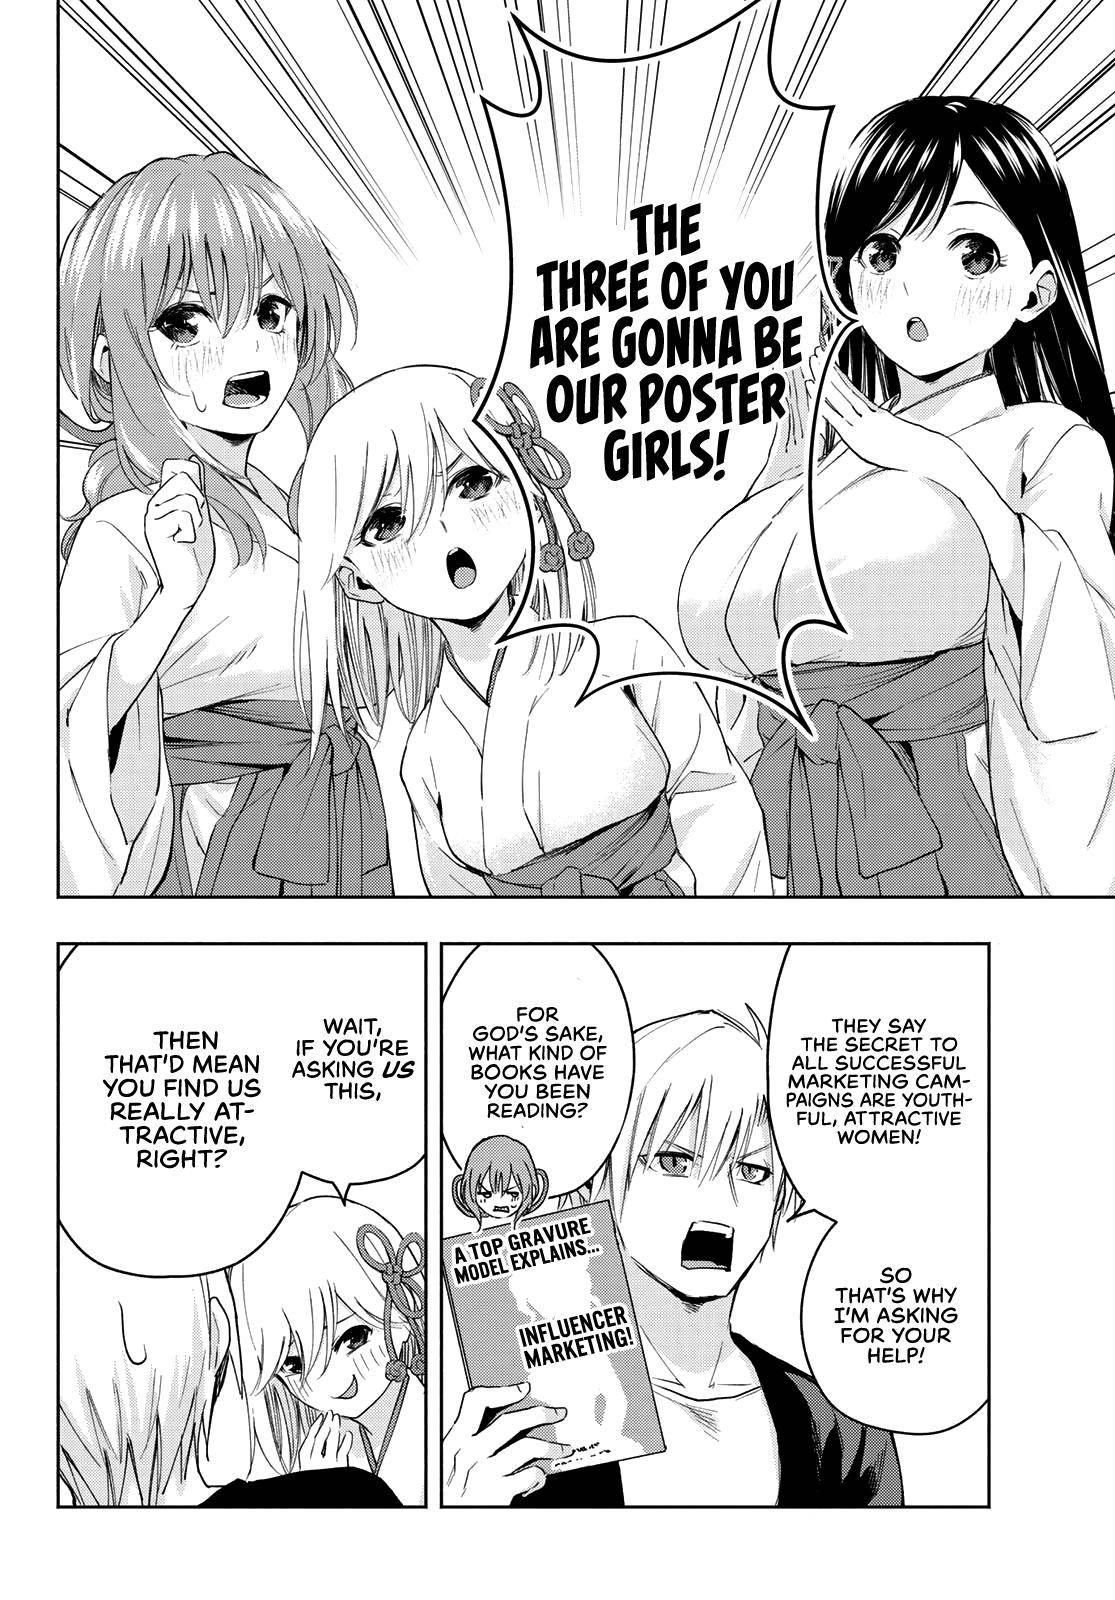 THE
THREE OF YOU
ARE GONNA BE
OUR POSTER
GIRLS!
THEY SAY
THE SECRET TO
ALL SUCCESSFUL
MARKETING CAM-
PAIGNS ARE YOUTH-
FUL, ATTRACTIVE
WOMEN!
SO
THAT'S WHY
I'M ASKING
FOR YOUR
HELP!
FOR
GOD'S SAKE,
WHAT KIND OF
BOOKS HAVE
YOU BEEN
READING?
A TOP GRAVURE
MODEL EXPLAINS...
INFLUENCER
MARKETING!
WAIT,
IF YOU'RE
ASKING US
THIS,
THEN
THAT'D MEAN
YOU FIND US
REALLY AT-
TRACTIVE,
RIGHT?